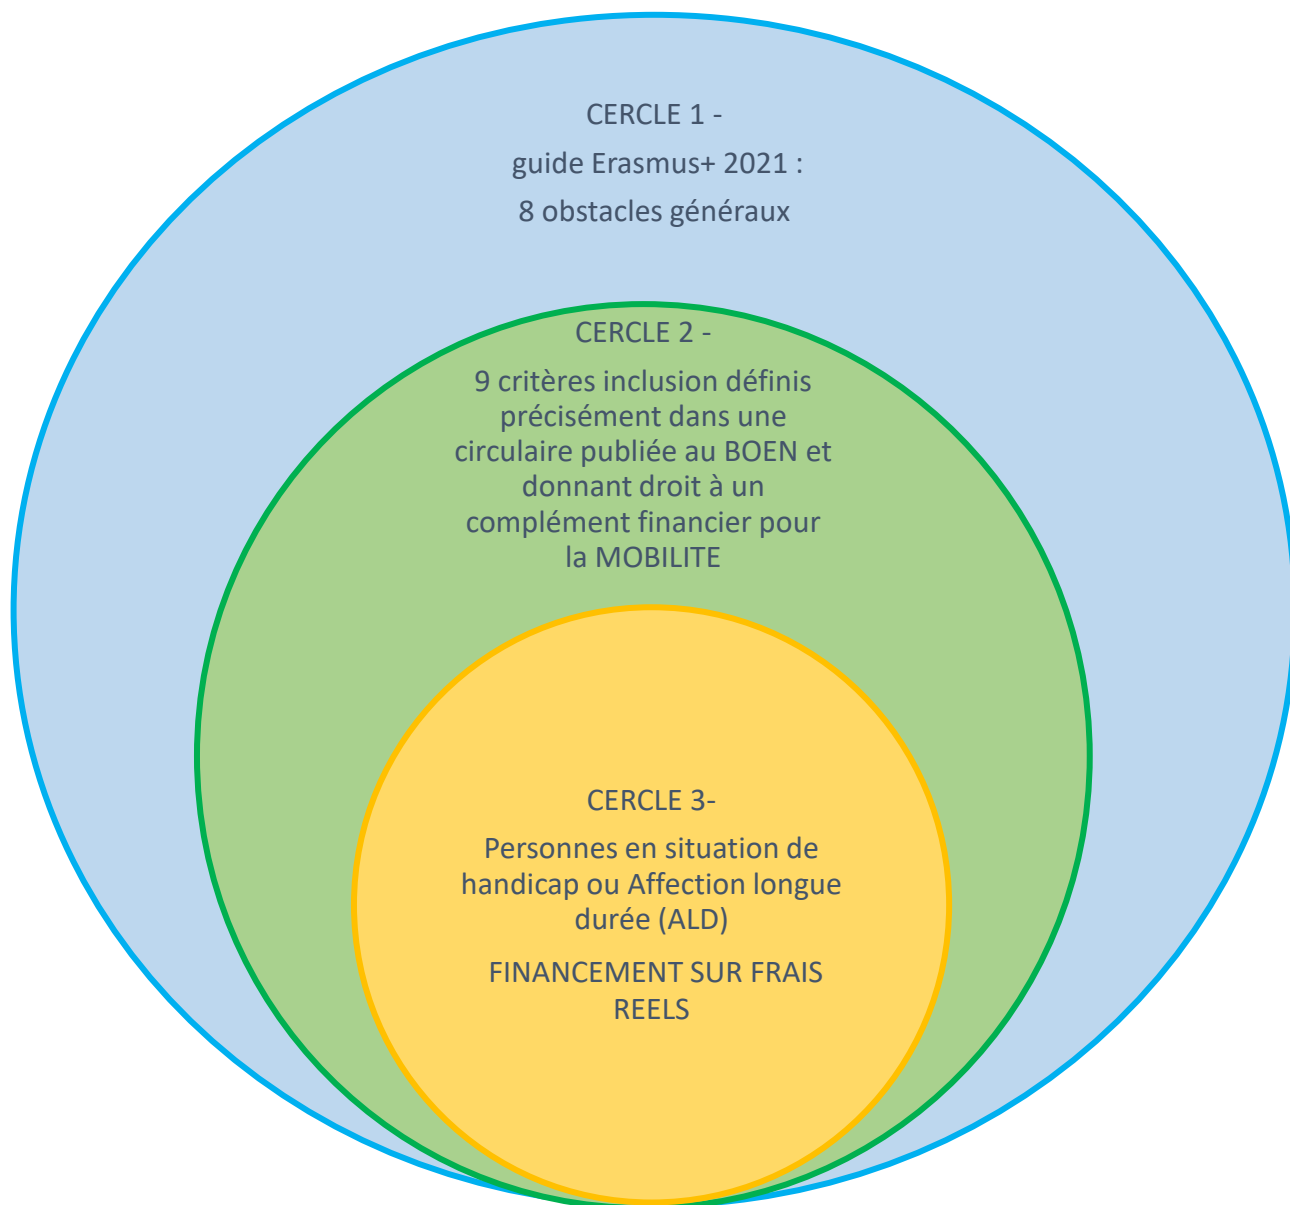 CERCLE 1 -
guide Erasmus+ 2021 :
8 obstacles généraux
CERCLE 2 -
9 critères inclusion définis
précisément dans une
circulaire publiée au BOEN et
donnant droit à un
complément financier pour
la MOBILITE
CERCLE 3-
Personnes en situation de
handicap ou Affection longue
durée (ALD)
FINANCEMENT SUR FRAIS
REELS